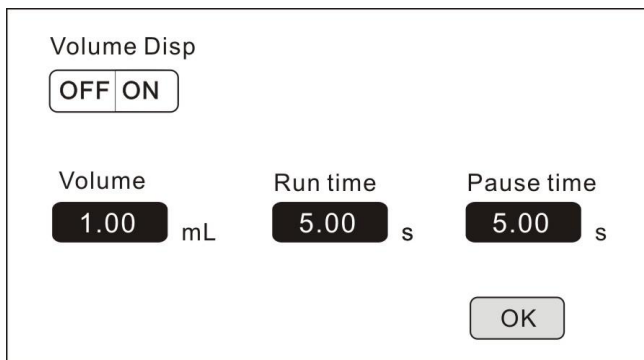 Volume Disp
OFF ON
Volume Run time Pause time
1.00 mL 5.00 s 5.00 s
OK